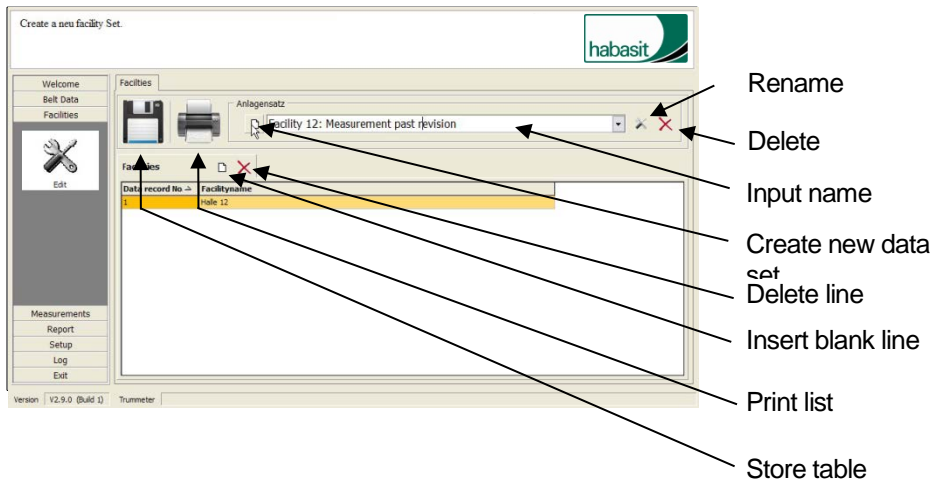 Create a neu facility Set.
habasit
Welcome
Belt Data
Facilities
Edit
Measurements
Report
Setup
Log
Exit
Facilties
Anlagensatz
Facility 12: Measurement past revision
Facilities
Data record No
Facilityname
1
Halle 12
Version
V2.9.0 (Build 1)
Trummeter
Rename
Delete
Input name
Create new data
set
Delete line
Insert blank line
Print list
Store table